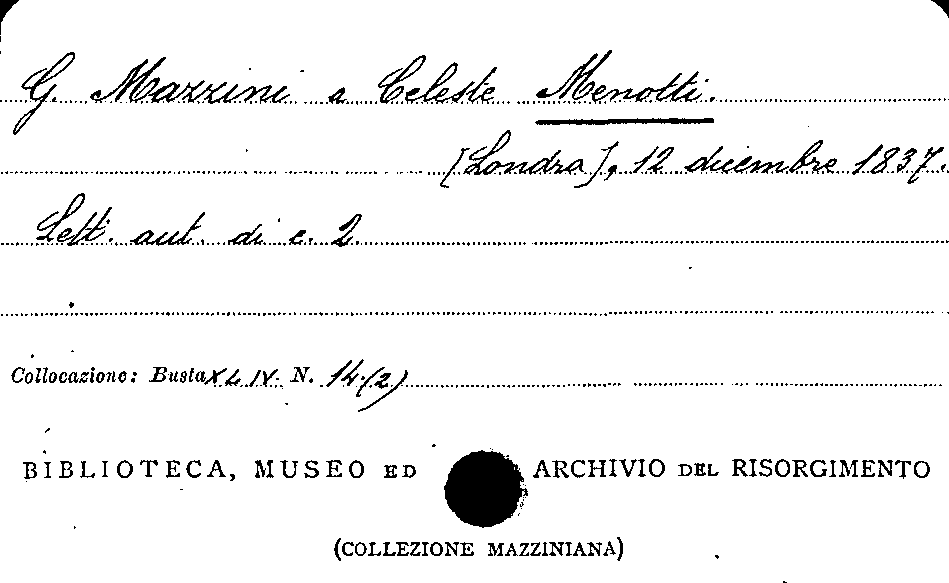 G. Mazzini a Celeste Menotti.
[Londra], 12 dicembre 1837.
Lett. aut. di c. 2.
Collocazione: Busta XLIV. N. 14.(2)
BIBLIOTECA, MUSEO ED ARCHIVIO DEL RISORGIMENTO
(COLLEZIONE MAZZINIANA)